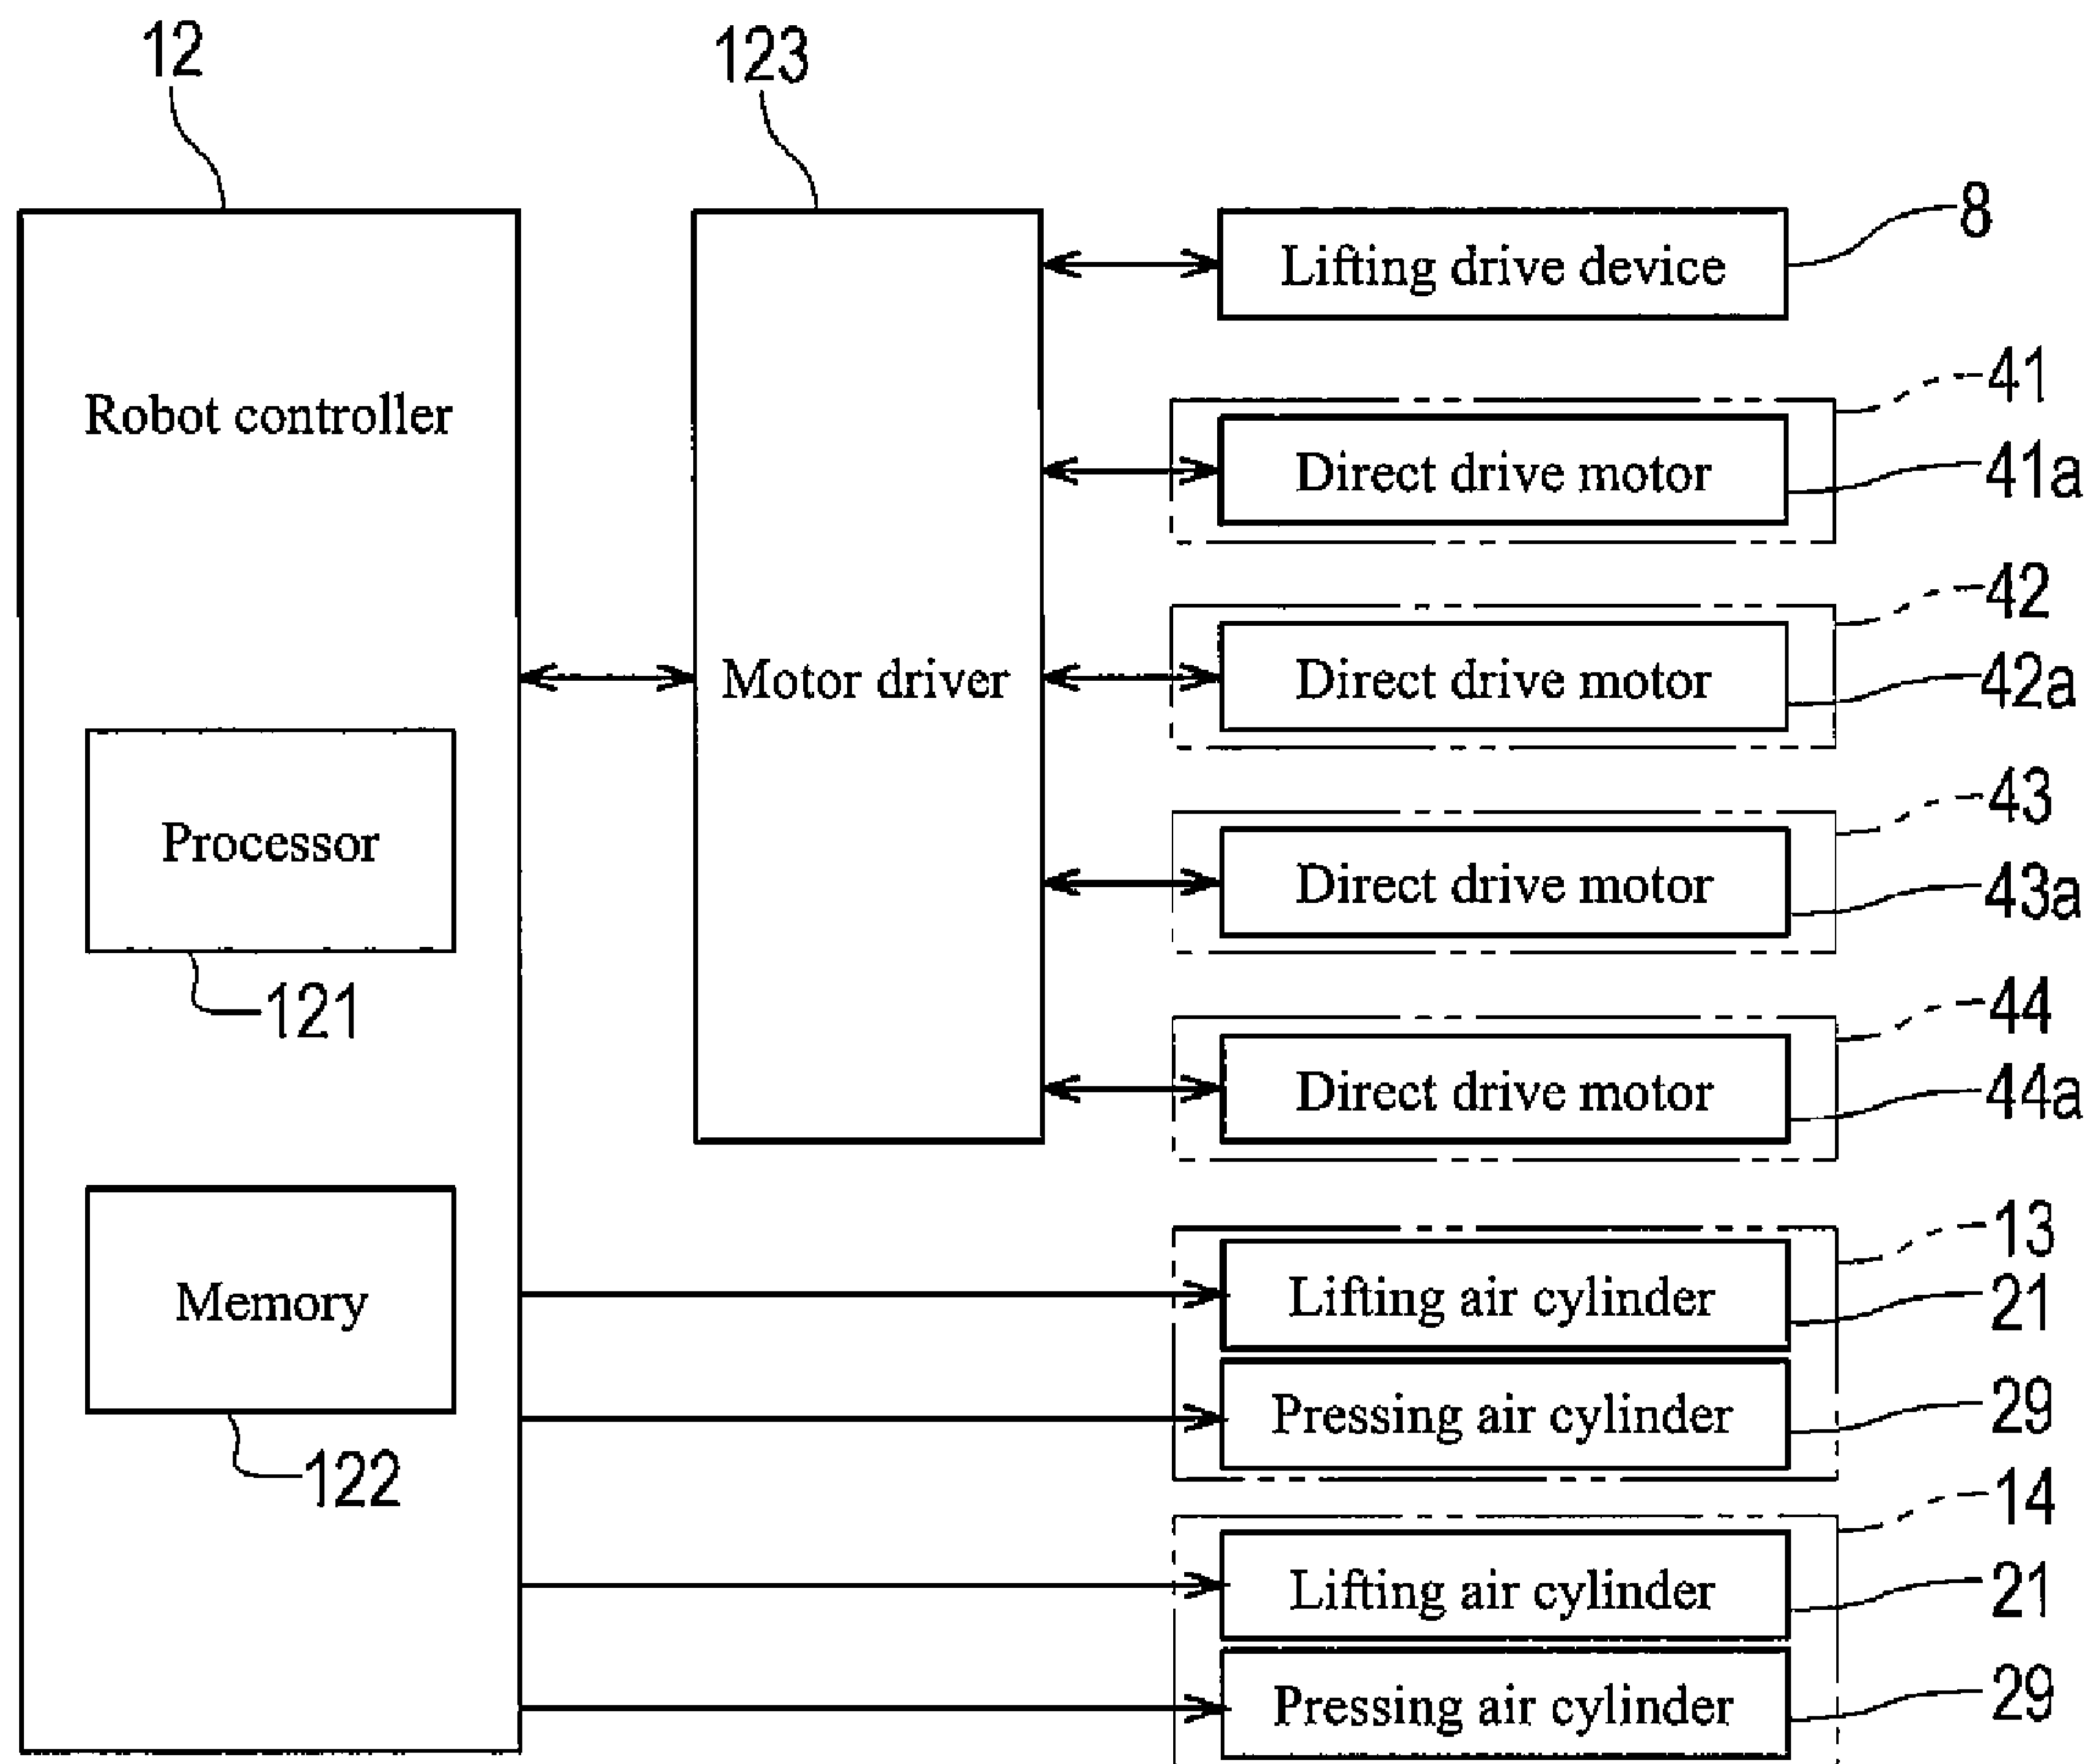 12
123
8
Lifting drive device
41
Robot controller
Direct drive motor
41a
42
Motor driver
Direct drive motor
42a
43
Processor
Direct drive motor
43a
121
44
Direct drive motor
44a
13
Memory
Lifting air cylinder
21
Pressing air cylinder
29
122
14
Lifting air cylinder
21
Pressing air cylinder
29